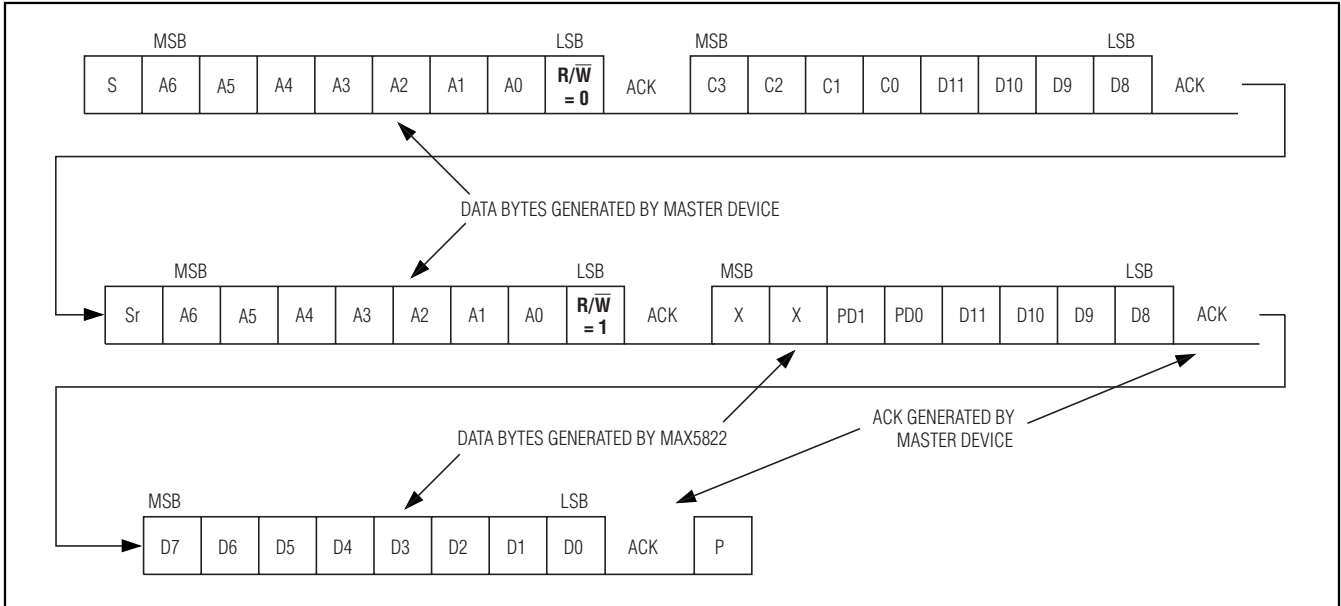 MSB LSB MSB LSB
S A6 A5 A4 A3 A2 A1 A0 R/W̅ = 0 ACK C3 C2 C1 C0 D11 D10 D9 D8 ACK
DATA BYTES GENERATED BY MASTER DEVICE
MSB LSB MSB LSB
Sr A6 A5 A4 A3 A2 A1 A0 R/W̅ = 1 ACK X X PD1 PD0 D11 D10 D9 D8 ACK
DATA BYTES GENERATED BY MAX5822
ACK GENERATED BY
MASTER DEVICE
MSB LSB
D7 D6 D5 D4 D3 D2 D1 D0 ACK P